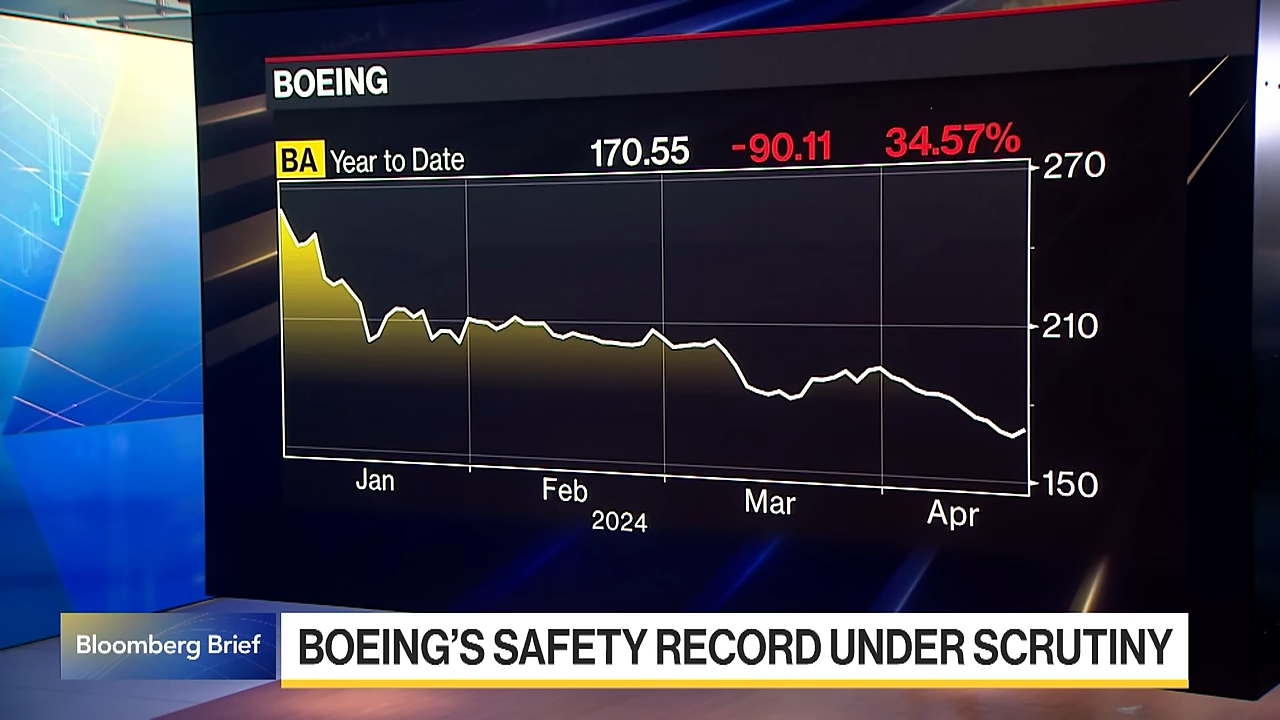 BOEING
BA Year to Date 170.55 -90.11 34.57%
270
210
150
Jan Feb Mar Apr
2024
Bloomberg Brief
BOEING'S SAFETY RECORD UNDER SCRUTINY